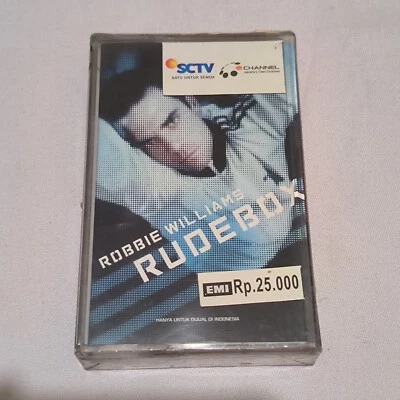 SCTV
SATU UNTUK SEMUA
CHANNEL
ROBBIE WILLIAMS
RUDEBOX
EMI Rp.25.000
HANYA UNTUK DIJUAL DI INDONESIA